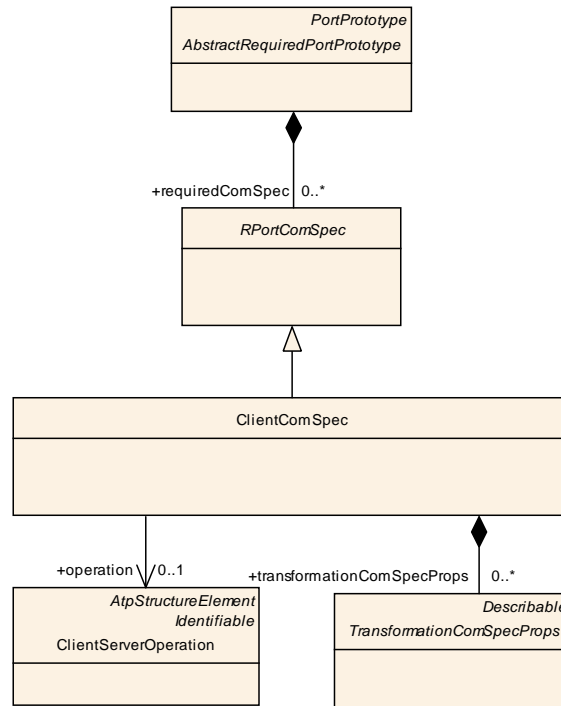 PortPrototype
AbstractRequiredPortPrototype
+requiredComSpec 0..*
RPortComSpec
ClientComSpec
+operation 0..1
+transformationComSpecProps 0..*
AtpStructureElement
Identifiable
ClientServerOperation
Describable
TransformationComSpecProps